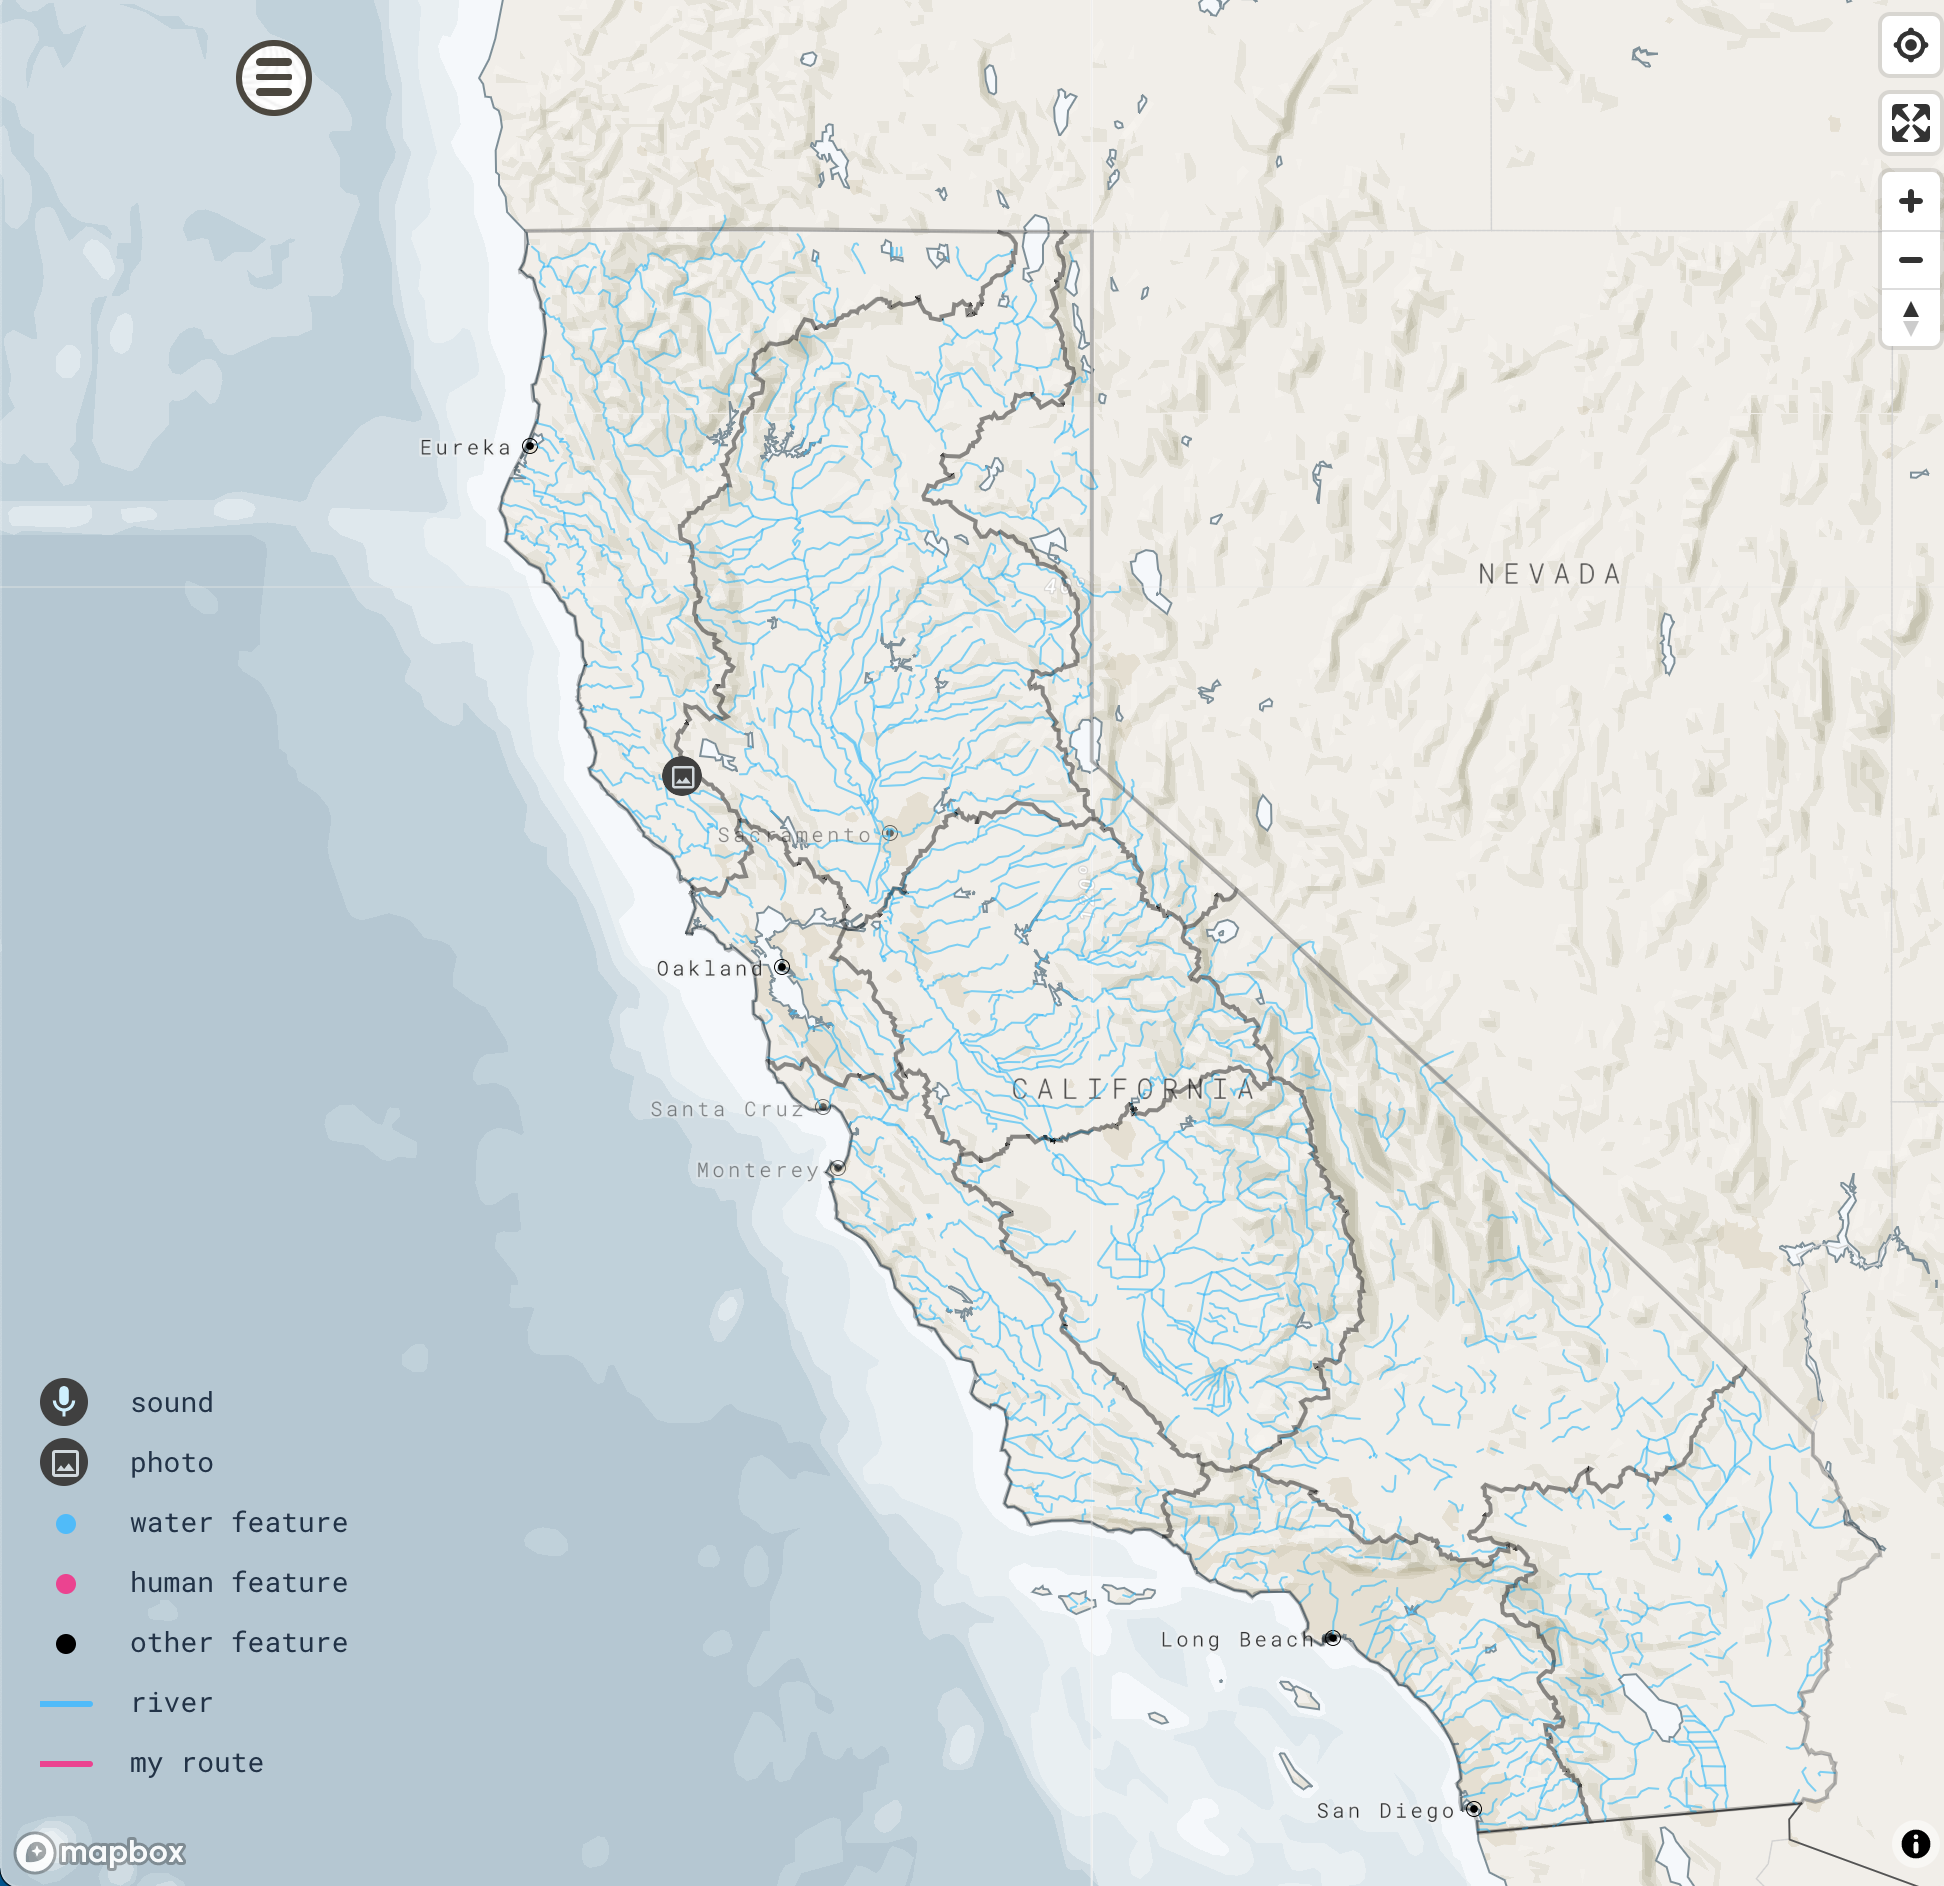 Eureka
NEVADA
Sacramento
Oakland
CALIFORNIA
Santa Cruz
Monterey
sound
photo
water feature
human feature
other feature
river
my route
Long Beach
San Diego
mapbox